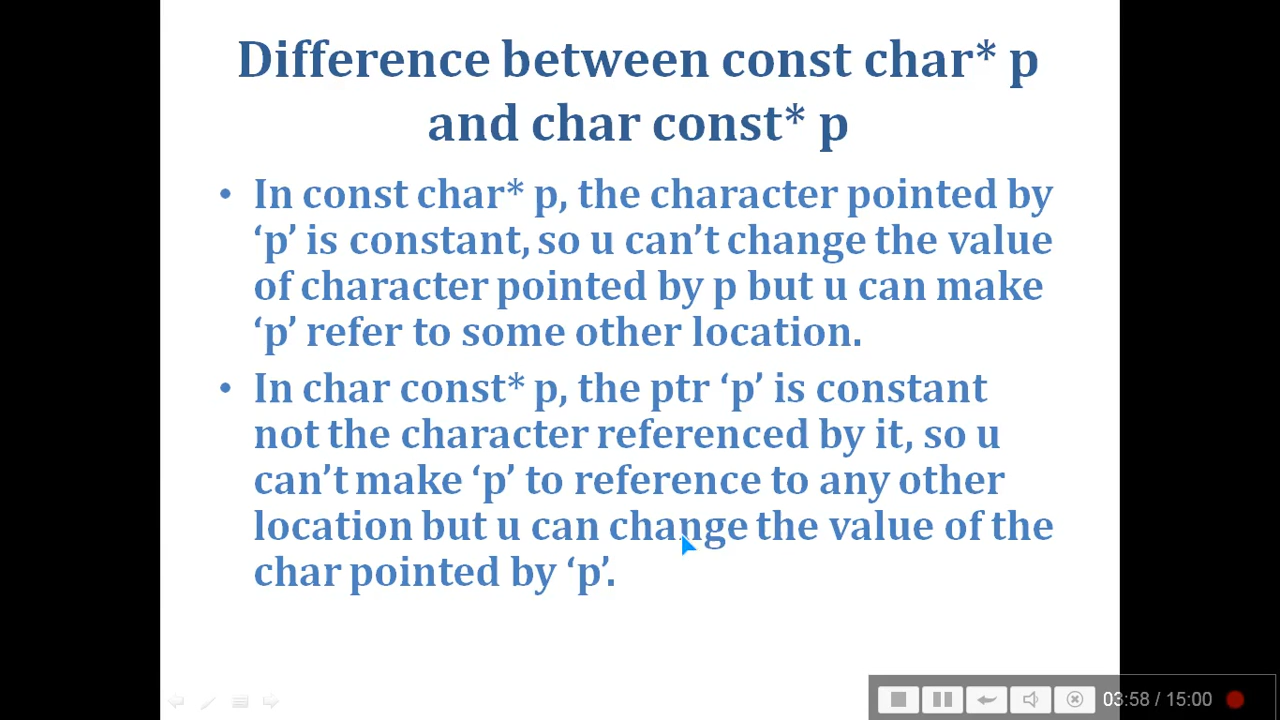 Difference between const char* p
and char const* p
• In const char* p, the character pointed by
‘p’ is constant, so u can’t change the value
of character pointed by p but u can make
‘p’ refer to some other location.
• In char const* p, the ptr ‘p’ is constant
not the character referenced by it, so u
can’t make ‘p’ to reference to any other
location but u can change the value of the
char pointed by ‘p’.
03:58 / 15:00